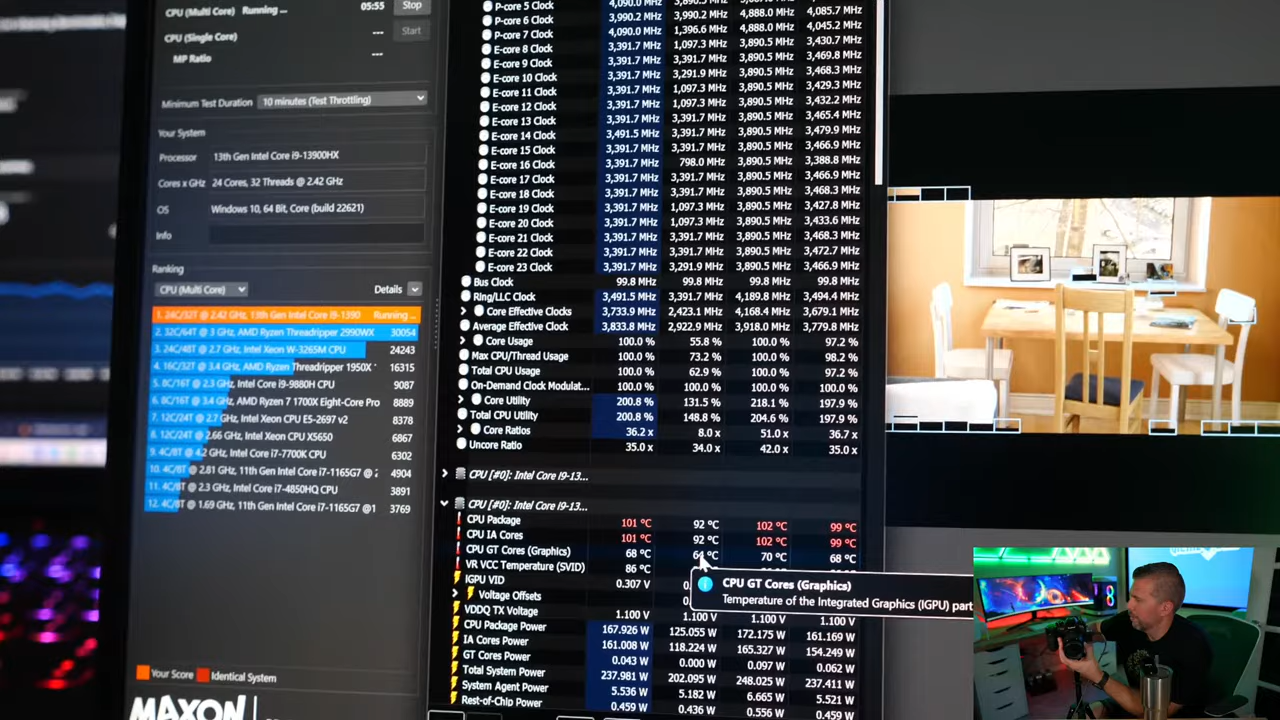 CPU (Multi Core) Running ... 05:55 Stop
CPU (Single Core) --- Start
MP Ratio ---
Minimum Test Duration 10 minutes (Test Throttling)
Your System
Processor 13th Gen Intel Core i9-13900HX
Cores x GHz 24 Cores, 32 Threads @ 2.42 GHz
OS Windows 10, 64 Bit, Core (build 22621)
Info
Ranking
CPU (Multi Core) Details
1. 24C/32T @ 2.42 GHz, 13th Gen Intel Core i9-1390 Running...
2. 32C/64T @ 3 GHz, AMD Ryzen Threadripper 2990WX 30054
3. 24C/48T @ 2.7 GHz, Intel Xeon W-3265M CPU 24243
4. 16C/32T @ 3.4 GHz, AMD Ryzen Threadripper 1950X 16315
5. 8C/16T @ 2.3 GHz, Intel Core i9-9880H CPU 9087
6. 8C/16T @ 3.4 GHz, AMD Ryzen 7 1700X Eight-Core Pro 8889
7. 12C/24T @ 2.7 GHz, Intel Xeon CPU E5-2697 v2 8378
8. 12C/24T @ 2.66 GHz, Intel Xeon CPU X5650 6867
9. 4C/8T @ 4.2 GHz, Intel Core i7-7700K CPU 6302
10. 4C/8T @ 2.81 GHz, 11th Gen Intel Core i7-1165G7 @ 4904
11. 4C/8T @ 2.3 GHz, Intel Core i7-4850HQ CPU 3891
12. 4C/8T @ 1.69 GHz, 11th Gen Intel Core i7-1165G7 @1 3769
Your Score Identical System
MAXON
P-core 5 Clock 4,090.0 MHz 4,085.7 MHz
P-core 6 Clock 3,990.2 MHz 3,990.2 MHz 4,888.0 MHz 4,085.7 MHz
P-core 7 Clock 4,090.0 MHz 1,396.6 MHz 4,888.0 MHz 3,430.7 MHz
E-core 8 Clock 3,391.7 MHz 1,097.3 MHz 3,890.5 MHz 3,469.8 MHz
E-core 9 Clock 3,391.7 MHz 1,097.3 MHz 3,890.5 MHz 3,468.3 MHz
E-core 10 Clock 3,391.7 MHz 3,291.9 MHz 3,890.5 MHz 3,429.3 MHz
E-core 11 Clock 3,391.7 MHz 1,097.3 MHz 3,890.5 MHz 3,432.2 MHz
E-core 12 Clock 3,391.7 MHz 3,391.7 MHz 3,890.5 MHz 3,465.4 MHz
E-core 13 Clock 3,391.7 MHz 1,097.3 MHz 3,890.5 MHz 3,479.9 MHz
E-core 14 Clock 3,491.5 MHz 3,391.7 MHz 3,890.5 MHz 3,466.9 MHz
E-core 15 Clock 3,391.7 MHz 3,391.7 MHz 3,890.5 MHz 3,388.8 MHz
E-core 16 Clock 3,391.7 MHz 798.0 MHz 3,890.5 MHz 3,466.9 MHz
E-core 17 Clock 3,391.7 MHz 3,391.7 MHz 3,890.5 MHz 3,468.3 MHz
E-core 18 Clock 3,391.7 MHz 3,391.7 MHz 3,890.5 MHz 3,427.8 MHz
E-core 19 Clock 3,391.7 MHz 1,097.3 MHz 3,890.5 MHz 3,433.6 MHz
E-core 20 Clock 3,391.7 MHz 1,097.3 MHz 3,890.5 MHz 3,468.3 MHz
E-core 21 Clock 3,391.7 MHz 3,391.7 MHz 3,890.5 MHz 3,472.7 MHz
E-core 22 Clock 3,391.7 MHz 3,391.7 MHz 3,890.5 MHz 3,466.9 MHz
E-core 23 Clock 3,391.7 MHz 3,291.9 MHz 3,890.5 MHz
Bus Clock 99.8 MHz 99.8 MHz 99.8 MHz 99.8 MHz
Ring/LLC Clock 3,491.5 MHz 3,391.7 MHz 4,189.8 MHz 3,494.4 MHz
Core Effective Clocks 3,733.9 MHz 2,423.1 MHz 4,168.4 MHz 3,679.1 MHz
Average Effective Clock 3,833.8 MHz 2,922.9 MHz 3,918.0 MHz 3,779.8 MHz
Core Usage 100.0 % 55.8 % 100.0 % 97.2 %
Max CPU/Thread Usage 100.0 % 73.2 % 100.0 % 98.2 %
Total CPU Usage 100.0 % 62.9 % 100.0 % 97.2 %
On-Demand Clock Modulat... 100.0 % 100.0 % 100.0 % 100.0 %
Core Utility 200.8 % 131.5 % 218.1 % 197.9 %
Total CPU Utility 200.8 % 148.8 % 204.6 % 197.9 %
Core Ratios 36.2 x 8.0 x 51.0 x 36.7 x
Uncore Ratio 35.0 x 34.0 x 42.0 x 35.0 x
CPU [#0]: Intel Core i9-13...
CPU [#0]: Intel Core i9-13...
CPU Package 101 °C 92 °C 102 °C 99 °C
CPU IA Cores 101 °C 92 °C 102 °C 99 °C
CPU GT Cores (Graphics) 68 °C 64 °C 70 °C 68 °C
VR VCC Temperature (SVID) 86 °C
IGPU VID 0.307 V
Voltage Offsets
VDDQ TX Voltage 1.100 V 1.100 V 1.100 V 1.100 V
CPU Package Power 167.926 W 125.055 W 172.175 W 161.169 W
IA Cores Power 161.008 W 118.224 W 165.327 W 154.249 W
GT Cores Power 0.043 W 0.000 W 0.097 W 0.062 W
Total System Power 237.981 W 202.095 W 248.025 W 237.411 W
System Agent Power 5.536 W 5.182 W 6.665 W 5.521 W
Rest-of-Chip Power 0.459 W 0.436 W 0.556 W 0.459 W
CPU GT Cores (Graphics)
Temperature of the Integrated Graphics (IGPU) part